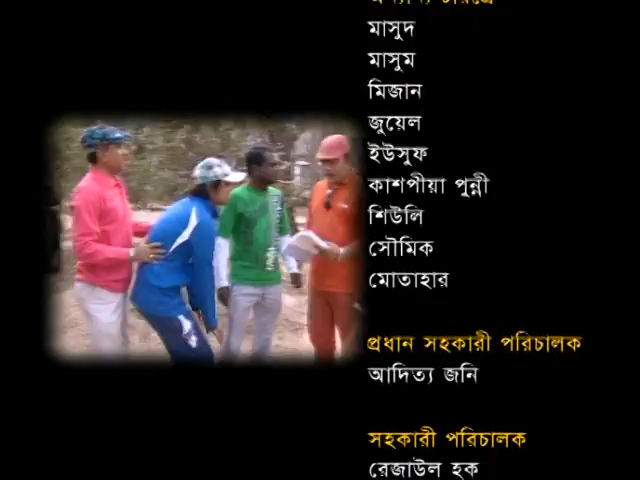 মাসুদ
মাসুম
মিজান
জুয়েল
ইউসুফ
কাশপীয়া পুন্নী
শিউলি
সৌমিক
মোতাহার
প্রধান সহকারী পরিচালক
আদিত্য জনি
সহকারী পরিচালক
রেজাউল হক